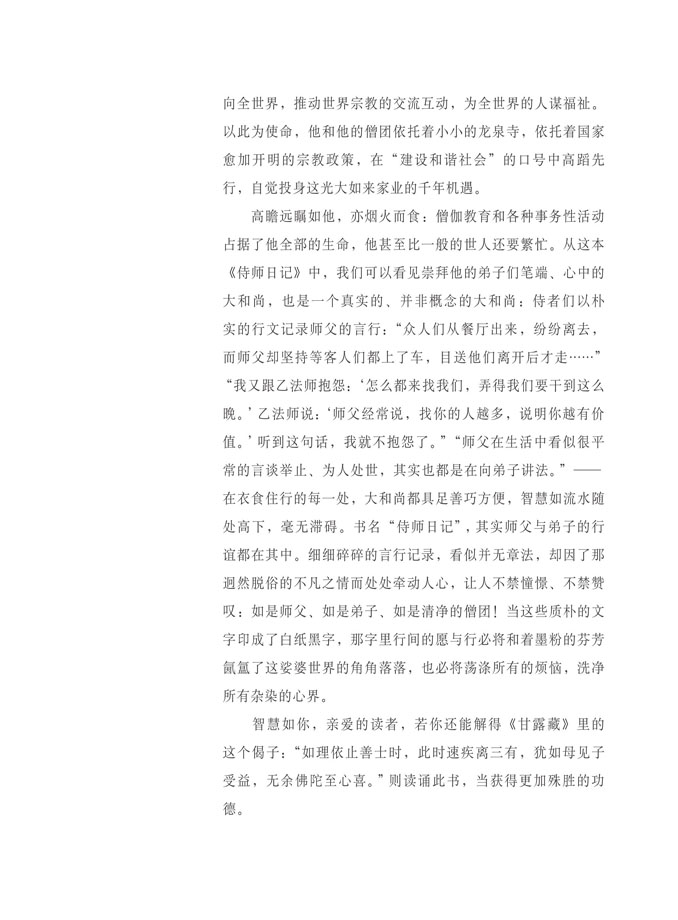 向全世界，推动世界宗教的交流互动，为全世界的人谋福祉。
以此为使命，他和他的僧团依托着小小的龙泉寺，依托着国家
愈加开明的宗教政策，在“建设和谐社会”的口号中高蹈先
行，自觉投身这光大如来家业的千年机遇。
高瞻远瞩如他，亦烟火而食：僧伽教育和各种事务性活动
占据了他全部的生命，他甚至比一般的世人还要繁忙。从这本
《侍师日记》中，我们可以看见崇拜他的弟子们笔端、心中的
大和尚，也是一个真实的、并非概念的大和尚：侍者们以朴
实的行文记录师父的言行：“众人们从餐厅出来，纷纷离去，
而师父却坚持等客人们都上了车，目送他们离开后才走……”
“我又跟乙法师抱怨：‘怎么都来找我们，弄得我们要干到这么
晚。’乙法师说：‘师父经常说，找你的人越多，说明你越有价
值。’听到这句话，我就不抱怨了。”“师父在生活中看似很平
常的言谈举止、为人处世，其实也都是在向弟子讲法。”——
在衣食住行的每一处，大和尚都具足善巧方便，智慧如流水随
处高下，毫无滞碍。书名“侍师日记”，其实师父与弟子的行
谊都在其中。细细碎碎的言行记录，看似并无章法，却因了那
迥然脱俗的不凡之情而处处牵动人心，让人不禁憧憬、不禁赞
叹：如是师父、如是弟子、如是清净的僧团！当这些质朴的文
字印成了白纸黑字，那字里行间的愿与行必将和着墨粉的芬芳
氤氲了这娑婆世界的角角落落，也必将荡涤所有的烦恼，洗净
所有杂染的心界。
智慧如你，亲爱的读者，若你还能解得《甘露藏》里的
这个偈子：“如理依止善士时，此时速疾离三有，犹如母见子
受益，无余佛陀至心喜。”则读诵此书，当获得更加殊胜的功
德。